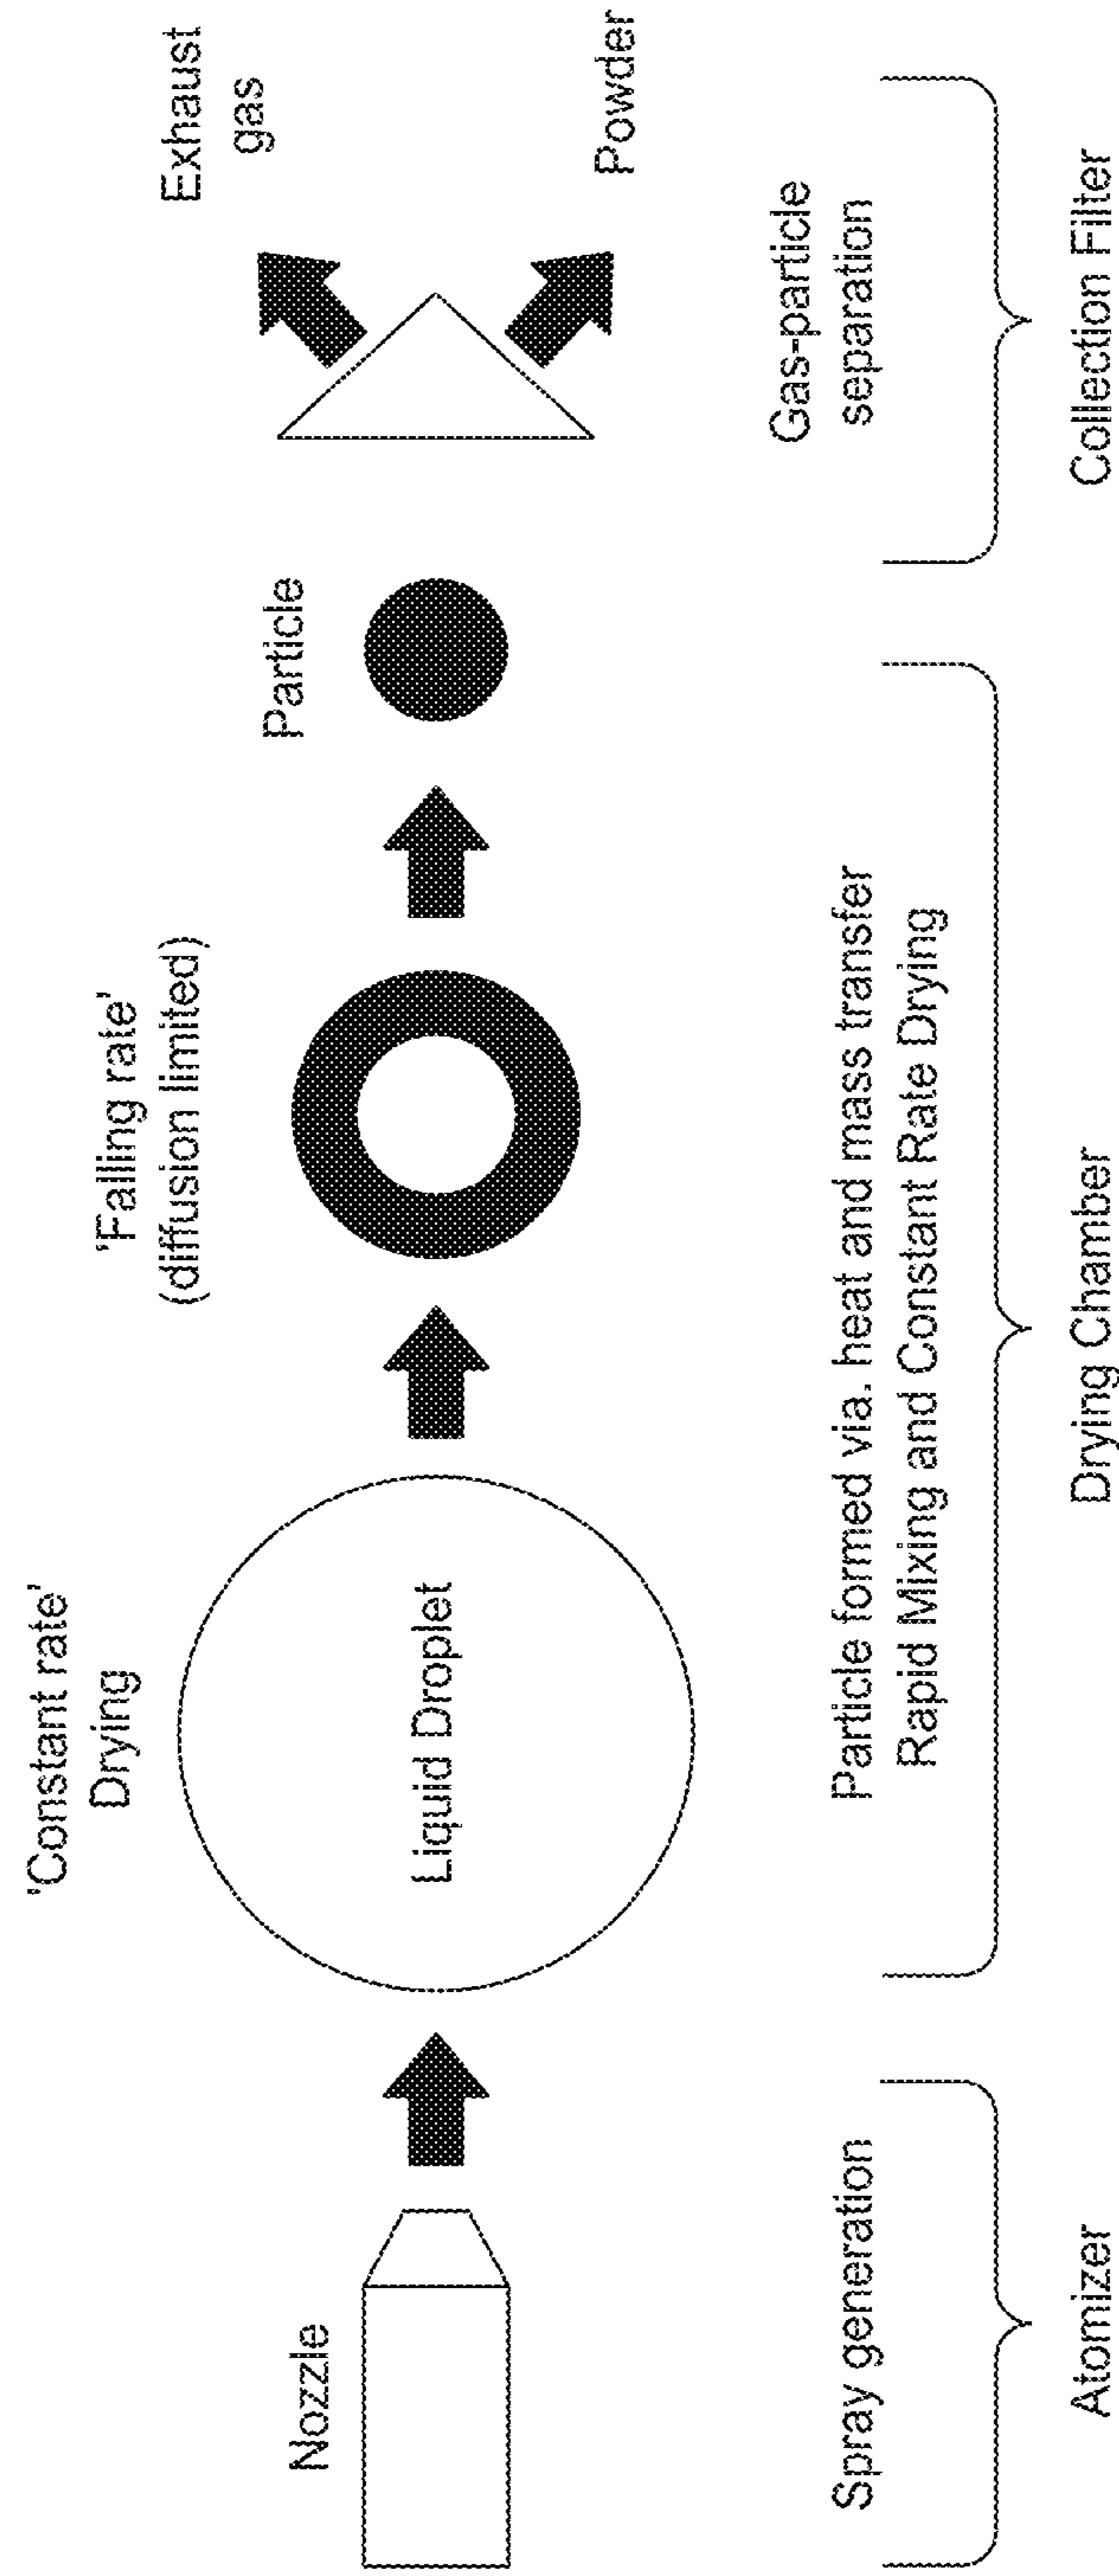 Nozzle
'Constant rate'
Drying
Liquid Droplet
'Falling rate'
(diffusion limited)
Particle
Exhaust
gas
Powder
Spray generation
Particle formed via. heat and mass transfer
Rapid Mixing and Constant Rate Drying
Gas-particle
separation
Atomizer
Drying Chamber
Collection Filter